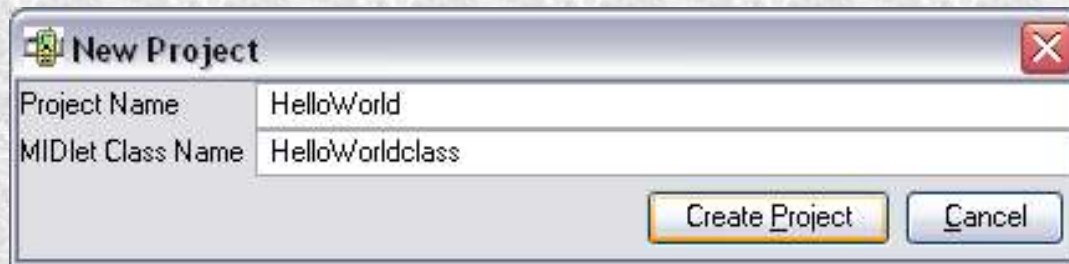 New Project
Project Name HelloWorld
MIDlet Class Name HelloWorldclass
Create Project Cancel